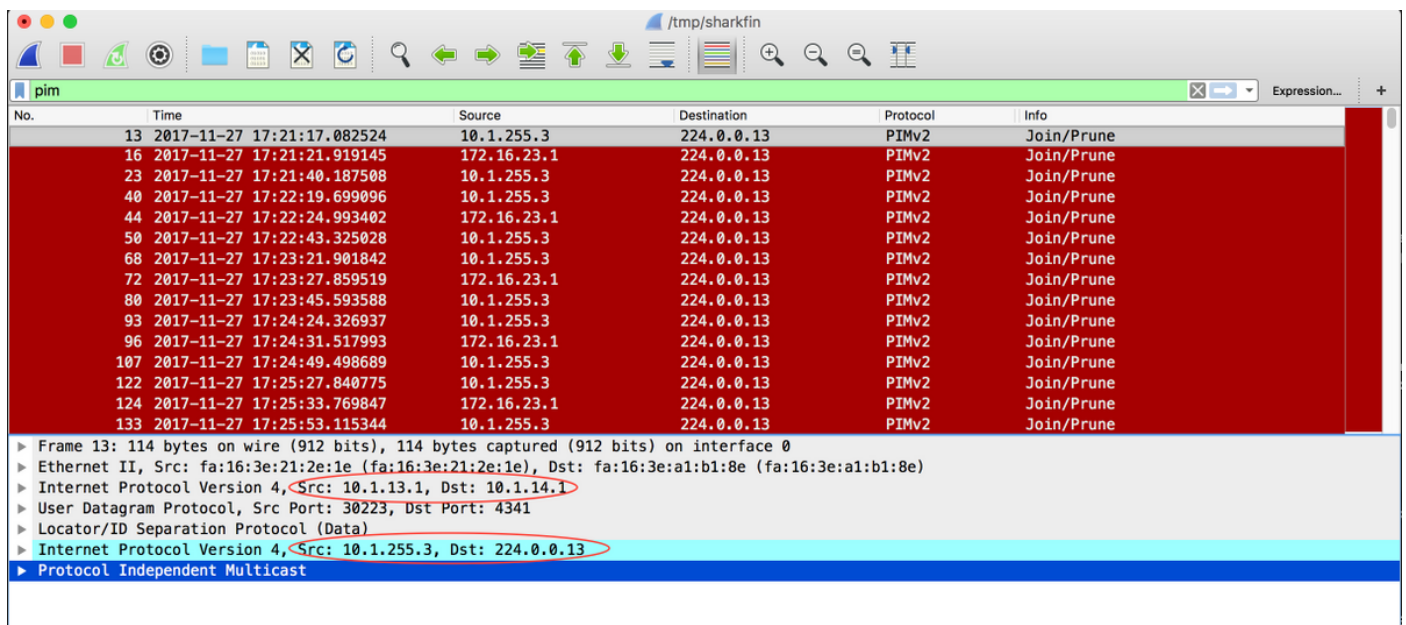 /tmp/sharkfin
pim Expression... +
No. Time Source Destination Protocol Info
13 2017-11-27 17:21:17.082524 10.1.255.3 224.0.0.13 PIMv2 Join/Prune
16 2017-11-27 17:21:21.919145 172.16.23.1 224.0.0.13 PIMv2 Join/Prune
23 2017-11-27 17:21:40.187508 10.1.255.3 224.0.0.13 PIMv2 Join/Prune
40 2017-11-27 17:22:19.699096 10.1.255.3 224.0.0.13 PIMv2 Join/Prune
44 2017-11-27 17:22:24.993402 172.16.23.1 224.0.0.13 PIMv2 Join/Prune
50 2017-11-27 17:22:43.325028 10.1.255.3 224.0.0.13 PIMv2 Join/Prune
68 2017-11-27 17:23:21.901842 10.1.255.3 224.0.0.13 PIMv2 Join/Prune
72 2017-11-27 17:23:27.859519 172.16.23.1 224.0.0.13 PIMv2 Join/Prune
80 2017-11-27 17:23:45.593588 10.1.255.3 224.0.0.13 PIMv2 Join/Prune
93 2017-11-27 17:24:24.326937 10.1.255.3 224.0.0.13 PIMv2 Join/Prune
96 2017-11-27 17:24:31.517993 172.16.23.1 224.0.0.13 PIMv2 Join/Prune
107 2017-11-27 17:24:49.498689 10.1.255.3 224.0.0.13 PIMv2 Join/Prune
122 2017-11-27 17:25:27.840775 10.1.255.3 224.0.0.13 PIMv2 Join/Prune
124 2017-11-27 17:25:33.769847 172.16.23.1 224.0.0.13 PIMv2 Join/Prune
133 2017-11-27 17:25:53.115344 10.1.255.3 224.0.0.13 PIMv2 Join/Prune
Frame 13: 114 bytes on wire (912 bits), 114 bytes captured (912 bits) on interface 0
Ethernet II, Src: fa:16:3e:21:2e:1e (fa:16:3e:21:2e:1e), Dst: fa:16:3e:a1:b1:8e (fa:16:3e:a1:b1:8e)
Internet Protocol Version 4, Src: 10.1.13.1, Dst: 10.1.14.1
User Datagram Protocol, Src Port: 30223, Dst Port: 4341
Locator/ID Separation Protocol (Data)
Internet Protocol Version 4, Src: 10.1.255.3, Dst: 224.0.0.13
Protocol Independent Multicast